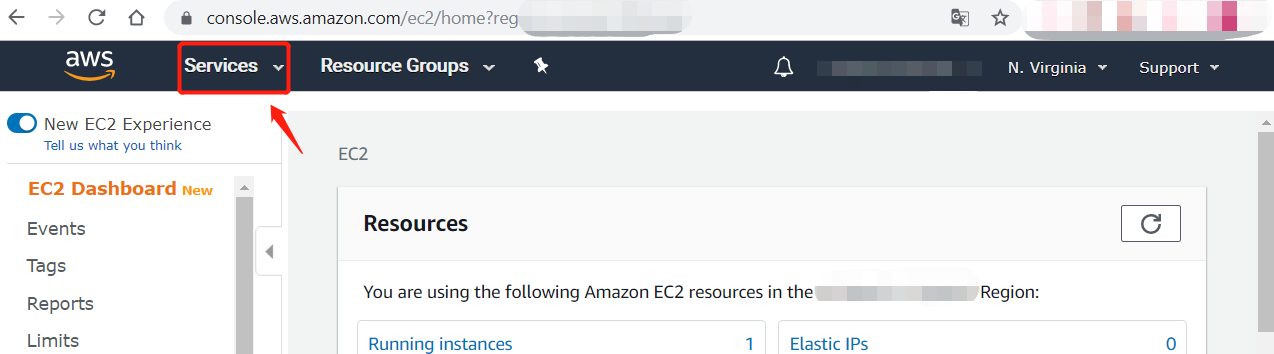 console.aws.amazon.com/ec2/home?reg
aws Services Resource Groups N. Virginia Support
New EC2 Experience
Tell us what you think
EC2 Dashboard New
Events
Tags
Reports
Limits
EC2
Resources
You are using the following Amazon EC2 resources in the Region:
Running instances 1 Elastic IPs 0